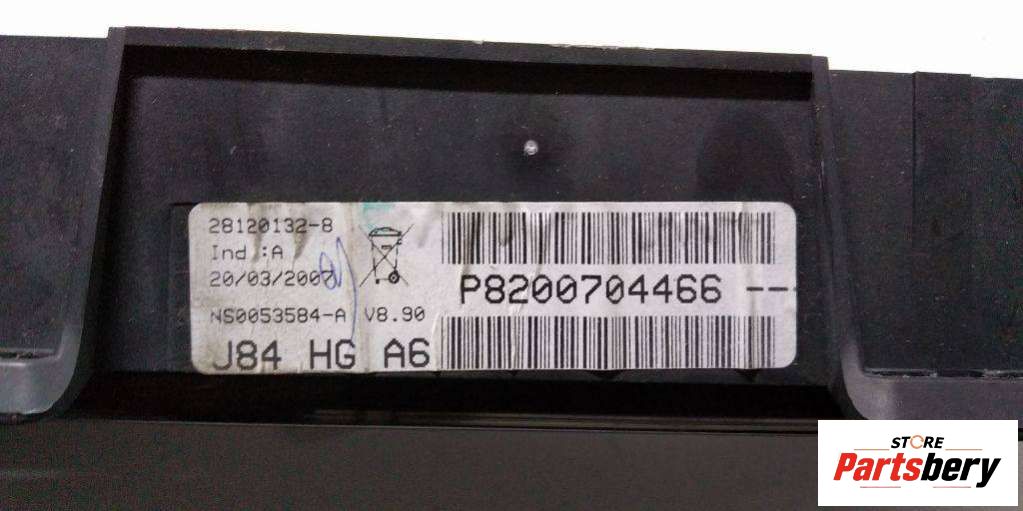 28120132-8
Ind :A
20/03/2007
NS0053584-A V8.90
J84 HG A6
P8200704466 ---
STORE
Partsbery